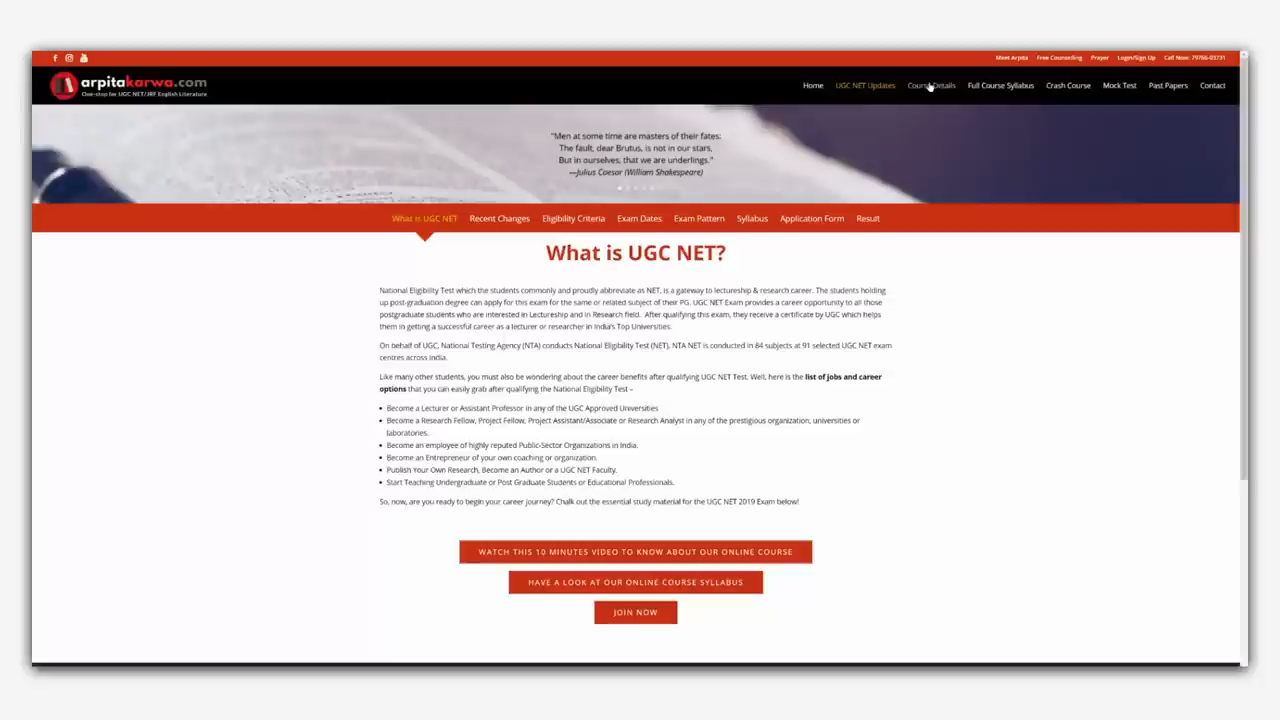 Meet Arpita Free Counseling Prayer Login/Sign Up Call Now: 79766-03731
arpitakarwa.com
One-stop for UGC NET/JRF English Literature
Home UGC NET Updates Course Details Full Course Syllabus Crash Course Mock Test Past Papers Contact
"Men at some time are masters of their fates:
The fault, dear Brutus, is not in our stars,
But in ourselves, that we are underlings."
—Julius Caesar (William Shakespeare)
What is UGC NET Recent Changes Eligibility Criteria Exam Dates Exam Pattern Syllabus Application Form Result
What is UGC NET?
National Eligibility Test which the students commonly and proudly abbreviate as NET, is a gateway to lectureship & research career. The students holding
up post-graduation degree can apply for this exam for the same or related subject of their PG. UGC NET Exam provides a career opportunity to all those
postgraduate students who are interested in Lectureship and in Research field. After qualifying this exam, they receive a certificate by UGC which helps
them in getting a successful career as a lecturer or researcher in India's Top Universities.
On behalf of UGC, National Testing Agency (NTA) conducts National Eligibility Test (NET). NTA NET is conducted in 84 subjects at 91 selected UGC NET exam
centres across India.
Like many other students, you must also be wondering about the career benefits after qualifying UGC NET Test. Well, here is the list of jobs and career
options that you can easily grab after qualifying the National Eligibility Test –
• Become a Lecturer or Assistant Professor in any of the UGC Approved Universities
• Become a Research Fellow, Project Fellow, Project Assistant/Associate or Research Analyst in any of the prestigious organization, universities or
laboratories.
• Become an employee of highly reputed Public-Sector Organizations in India.
• Become an Entrepreneur of your own coaching or organization.
• Publish Your Own Research, Become an Author or a UGC NET Faculty.
• Start Teaching Undergraduate or Post Graduate Students or Educational Professionals.
So, now, are you ready to begin your career journey? Chalk out the essential study material for the UGC NET 2019 Exam below!
WATCH THIS 10 MINUTES VIDEO TO KNOW ABOUT OUR ONLINE COURSE
HAVE A LOOK AT OUR ONLINE COURSE SYLLABUS
JOIN NOW